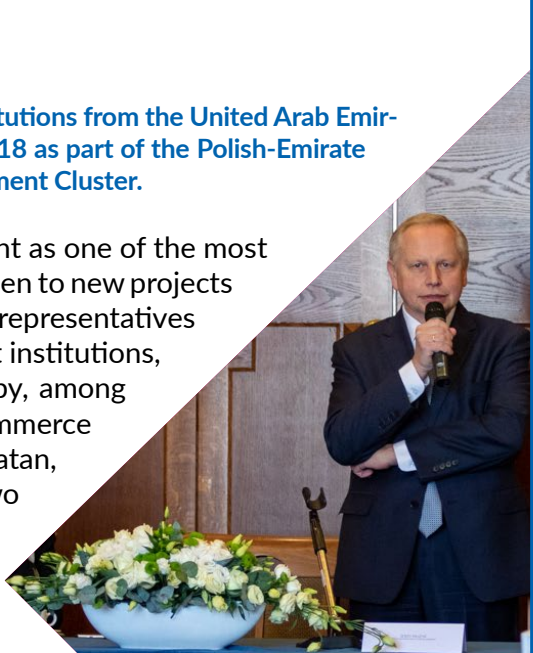 tutions from the United Arab Emir-
18 as part of the Polish-Emirate
ment Cluster.
nt as one of the most
en to new projects
representatives
t institutions,
by, among
mmerce
atan,
wo